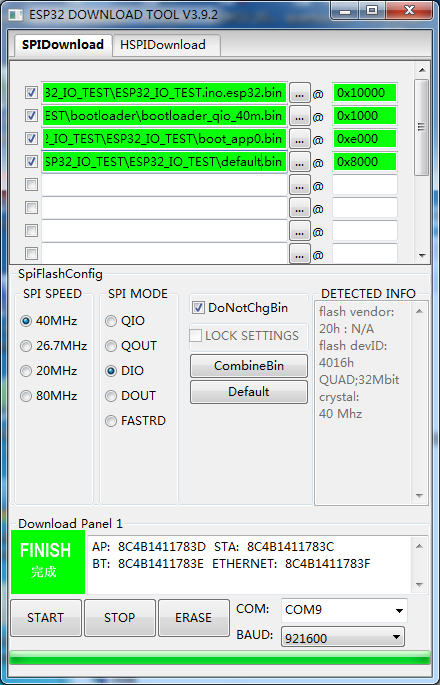 ESP32 DOWNLOAD TOOL V3.9.2
SPIDownload HSPIDownload
32_IO_TEST\ESP32_IO_TEST.ino.esp32.bin ... @ 0x10000
EST\bootloader\bootloader_qio_40m.bin ... @ 0x1000
2_IO_TEST\ESP32_IO_TEST\boot_app0.bin ... @ 0xe000
SP32_IO_TEST\ESP32_IO_TEST\default.bin ... @ 0x8000
... @
... @
... @
... @
SpiFlashConfig
SPI SPEED
40MHz
26.7MHz
20MHz
80MHz
SPI MODE
QIO
QOUT
DIO
DOUT
FASTRD
DoNotChgBin
LOCK SETTINGS
CombineBin
Default
DETECTED INFO
flash vendor:
20h : N/A
flash devID:
4016h
QUAD;32Mbit
crystal:
40 Mhz
Download Panel 1
FINISH
完成
AP: 8C4B1411783D STA: 8C4B1411783C
BT: 8C4B1411783E ETHERNET: 8C4B1411783F
START STOP ERASE
COM: COM9
BAUD: 921600